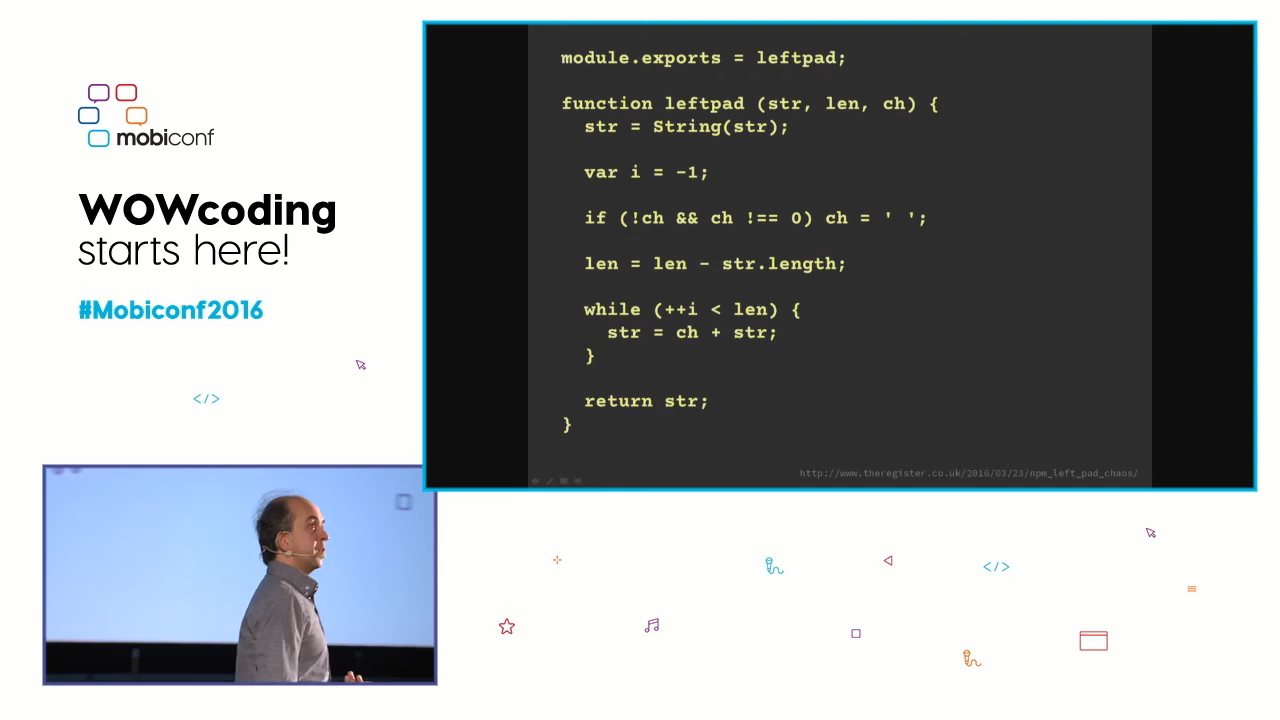 mobiconf
WOWcoding
starts here!
#Mobiconf2016
</>
module.exports = leftpad;
function leftpad (str, len, ch) {
str = String(str);
var i = -1;
if (!ch && ch !== 0) ch = ' ';
len = len - str.length;
while (++i < len) {
str = ch + str;
}
return str;
}
http://www.theregister.co.uk/2016/03/23/npm_left_pad_chaos/
</>